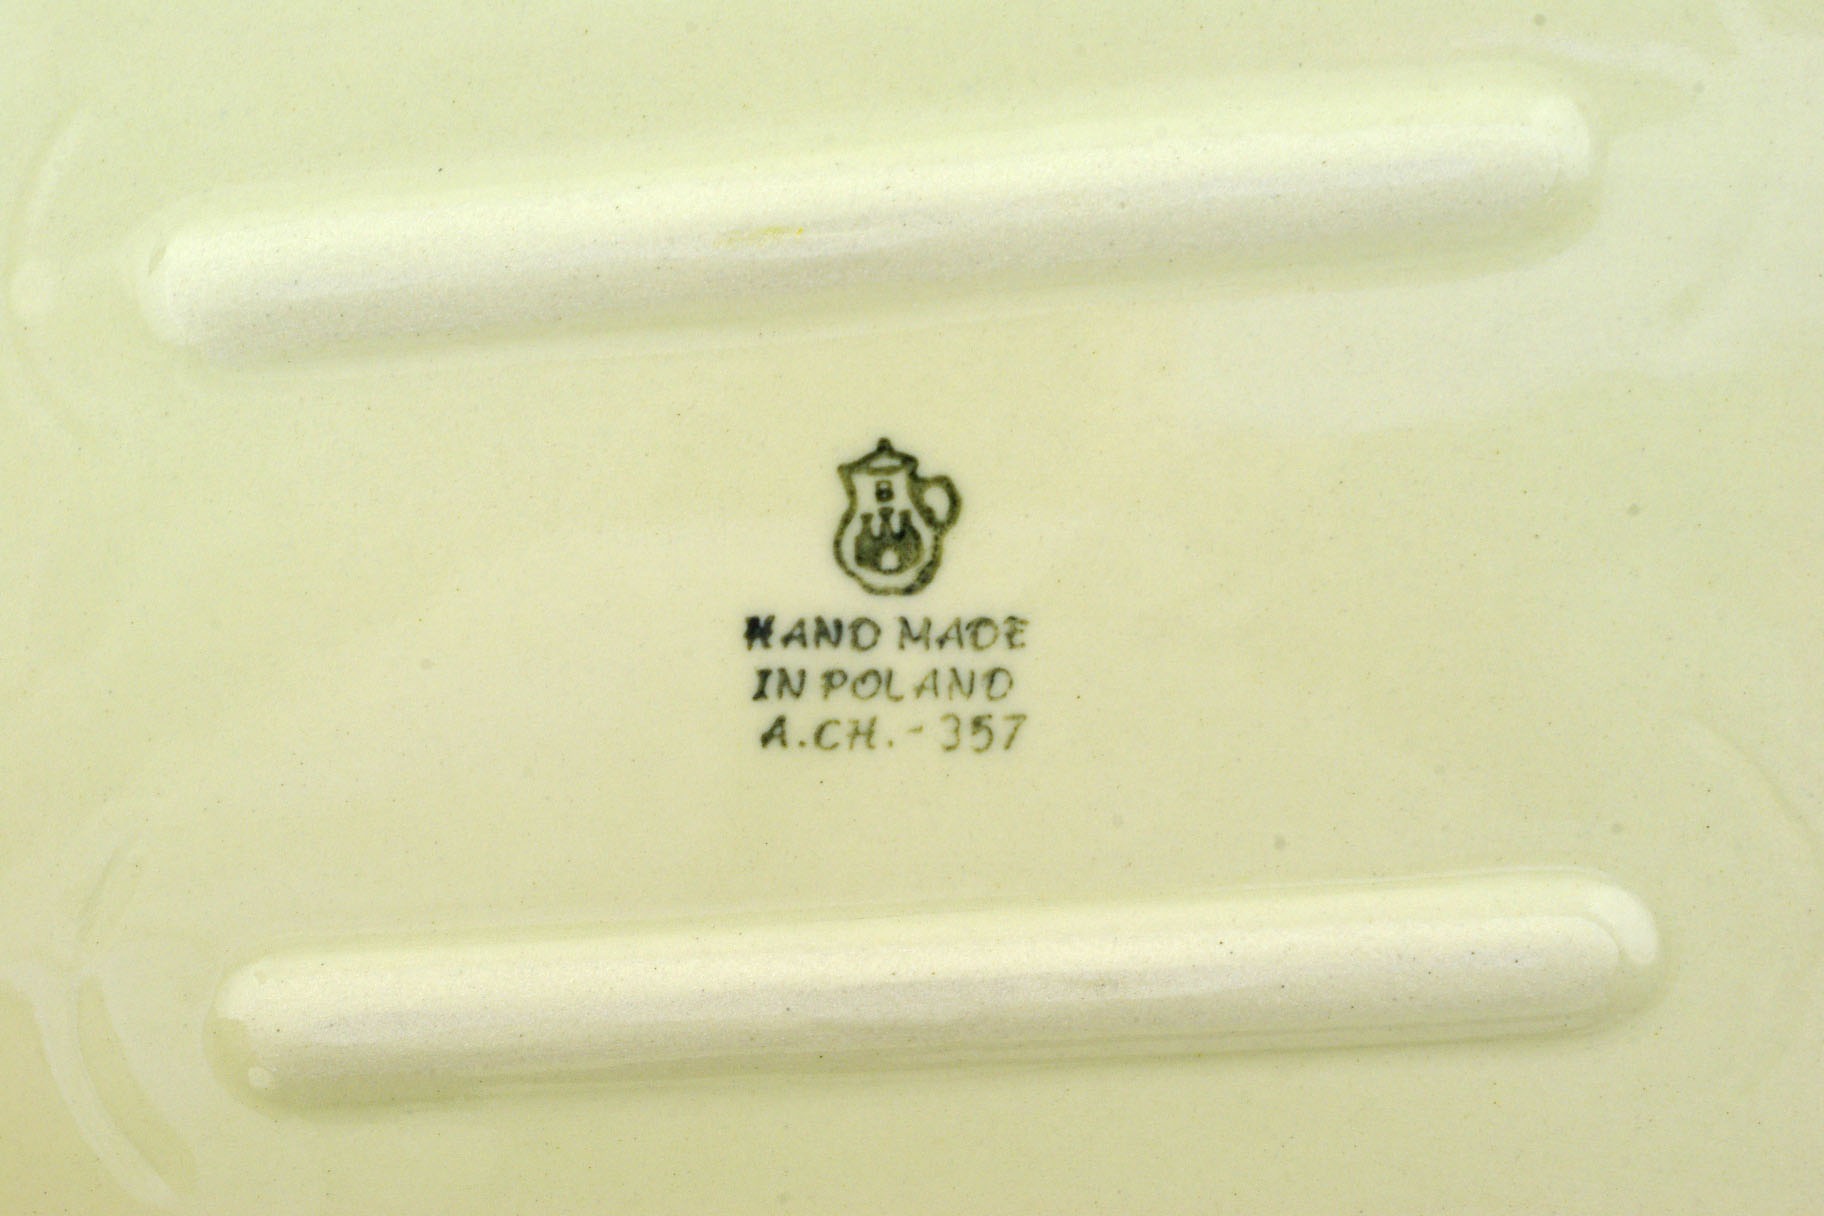 B
HAND MADE
IN POLAND
A.CH.-357